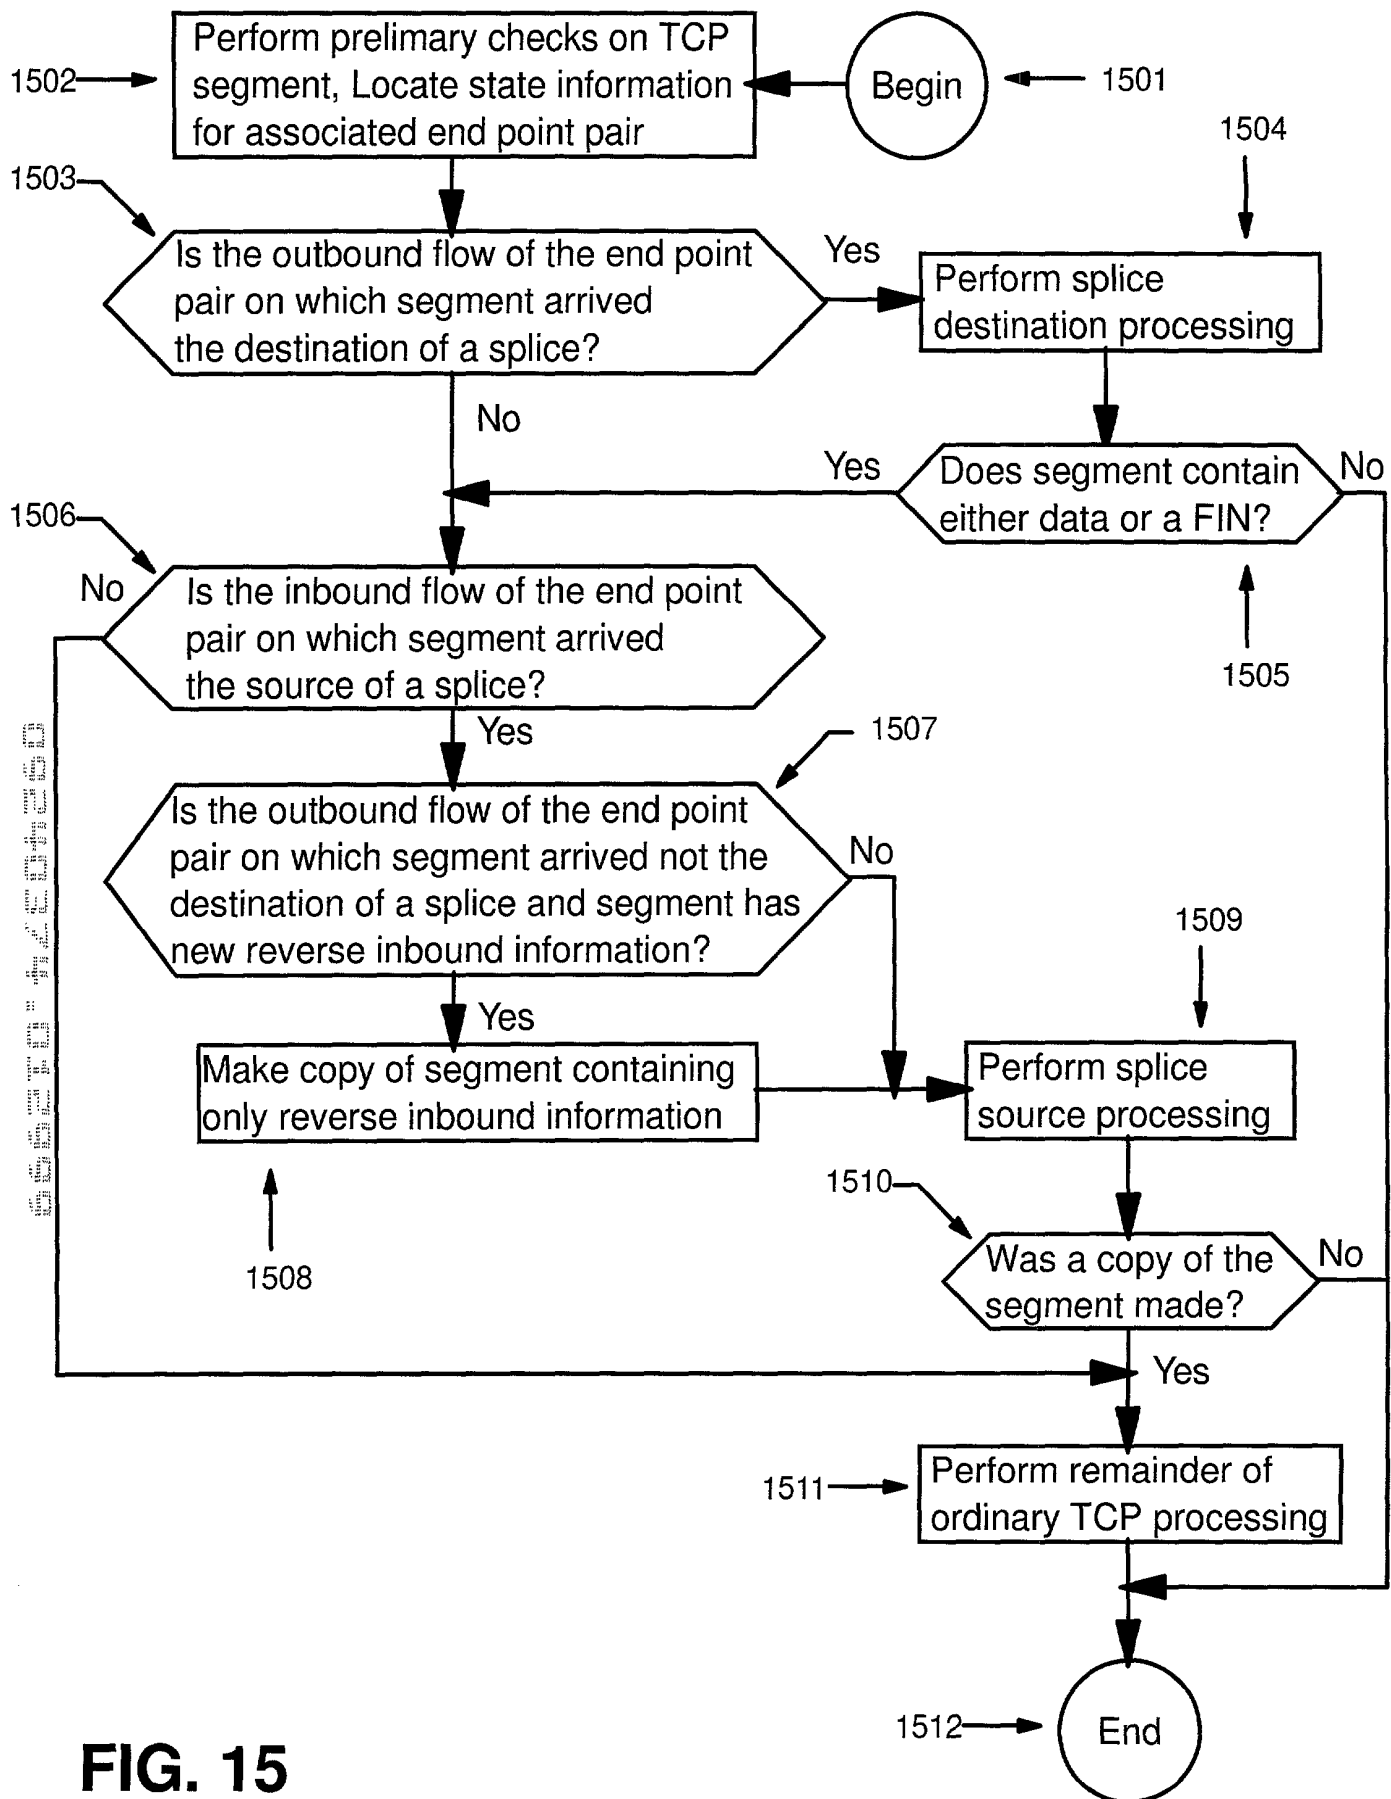 Perform prelimary checks on TCP
segment, Locate state information
for associated end point pair
Begin
1501
1502
1503
1504
Is the outbound flow of the end point
pair on which segment arrived
the destination of a splice?
Yes
Perform splice
destination processing
No
Yes
Does segment contain
either data or a FIN?
No
1505
1506
No
Is the inbound flow of the end point
pair on which segment arrived
the source of a splice?
Yes
1507
Is the outbound flow of the end point
pair on which segment arrived not the
destination of a splice and segment has
new reverse inbound information?
No
Yes
1509
Make copy of segment containing
only reverse inbound information
Perform splice
source processing
1508
1510
Was a copy of the
segment made?
No
Yes
1511
Perform remainder of
ordinary TCP processing
1512
End
FIG. 15